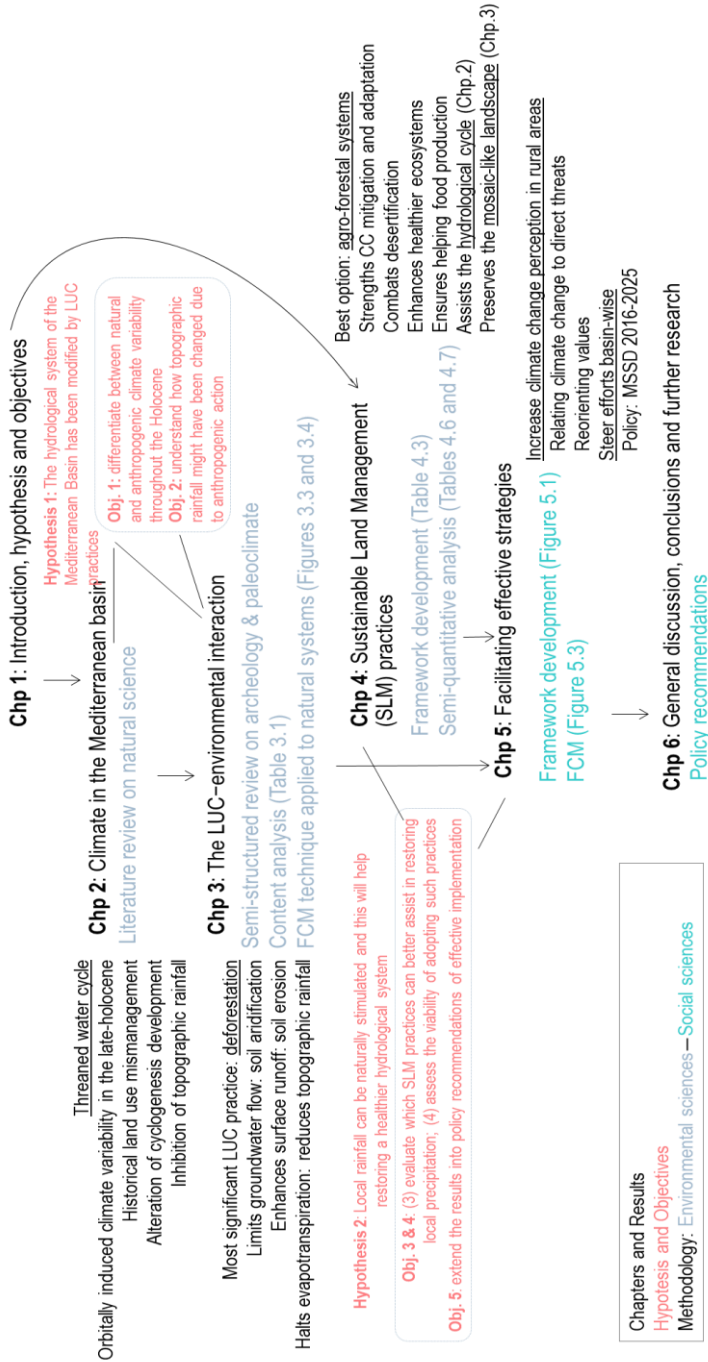 Chp 1: Introduction, hypothesis and objectives
Hypothesis 1: The hydrological system of the
Mediterranean Basin has been modified by LUC
practices
Obj. 1: differentiate between natural
and anthropogenic climate variability
throughout the Holocene
Obj. 2: understand how topographic
rainfall might have been changed due
to anthropogenic action
Chp 2: Climate in the Mediterranean basin
Literature review on natural science
Threaned water cycle
Orbitally induced climate variability in the late-holocene
Historical land use mismanagement
Alteration of cyclogenesis development
Inhibition of topographic rainfall
Chp 3: The LUC–environmental interaction
Semi-structured review on archeology & paleoclimate
Content analysis (Table 3.1)
FCM technique applied to natural systems (Figures 3.3 and 3.4)
Most significant LUC practice: deforestation
Limits groundwater flow: soil aridification
Enhances surface runoff: soil erosion
Halts evapotranspiration: reduces topographic rainfall
Hypothesis 2: Local rainfall can be naturally stimulated and this will help
restoring a healthier hydrological system
Obj. 3 & 4: (3) evaluate which SLM practices can better assist in restoring
local precipitation; (4) assess the viability of adopting such practices
Obj. 5: extend the results into policy recommendations of effective implementation
Chp 4: Sustainable Land Management
(SLM) practices
Framework development (Table 4.3)
Semi-quantitative analysis (Tables 4.6 and 4.7)
Best option: agro-forestal systems
Strengths CC mitigation and adaptation
Combats desertification
Enhances healthier ecosystems
Ensures helping food production
Assists the hydrological cycle (Chp.2)
Preserves the mosaic-like landscape (Chp.3)
Chp 5: Facilitating effective strategies
Framework development (Figure 5.1)
FCM (Figure 5.3)
Increase climate change perception in rural areas
Relating climate change to direct threats
Reorienting values
Steer efforts basin-wise
Policy: MSSD 2016-2025
Chp 6: General discussion, conclusions and further research
Policy recommendations
Chapters and Results
Hypotesis and Objectives
Methodology: Environmental sciences – Social sciences